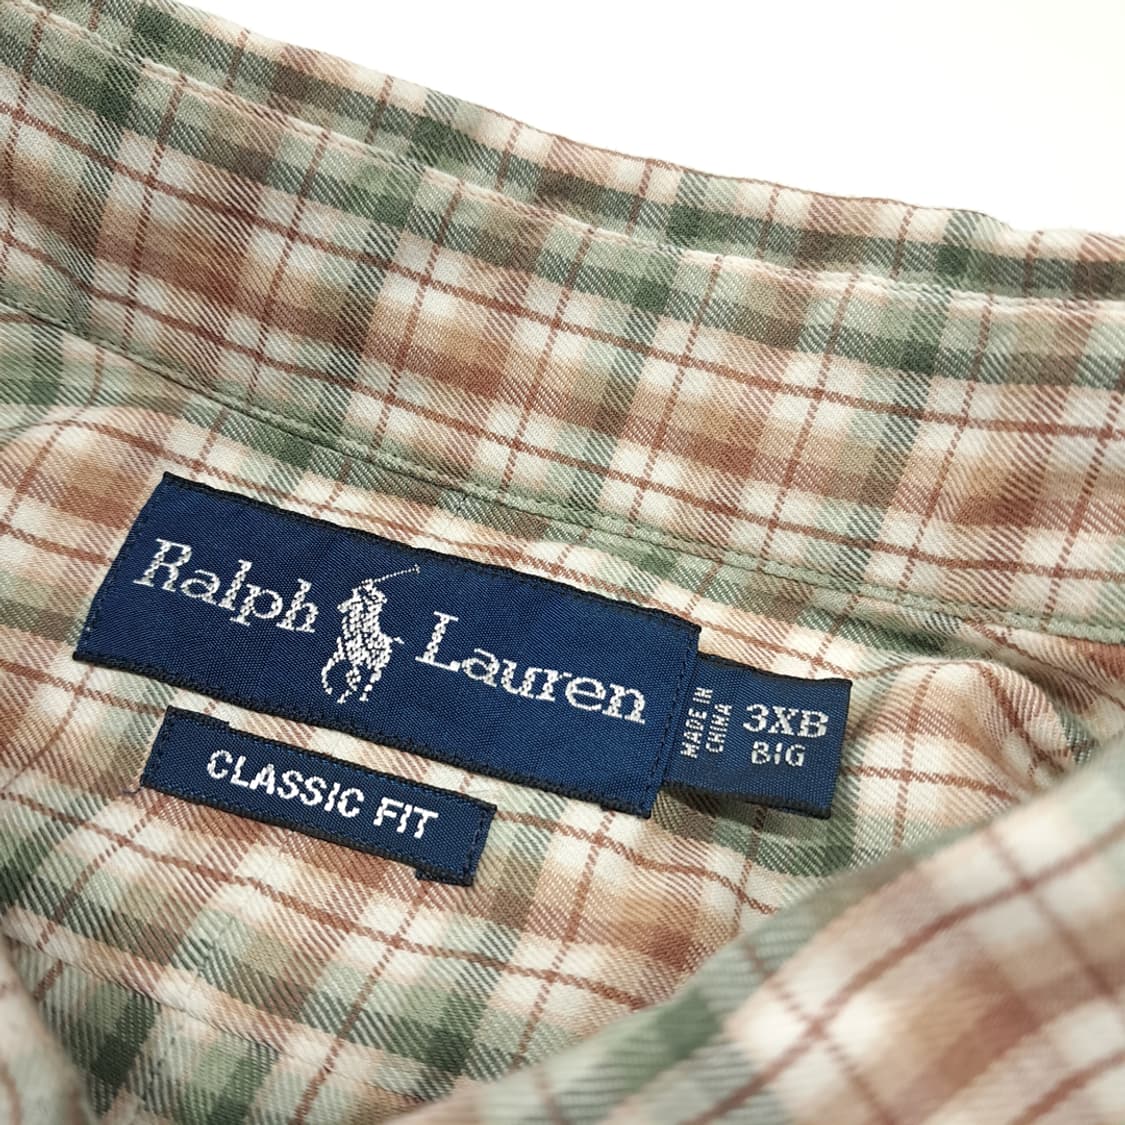 Ralph Lauren
MADE IN
CHINA
3XB
BIG
CLASSIC FIT